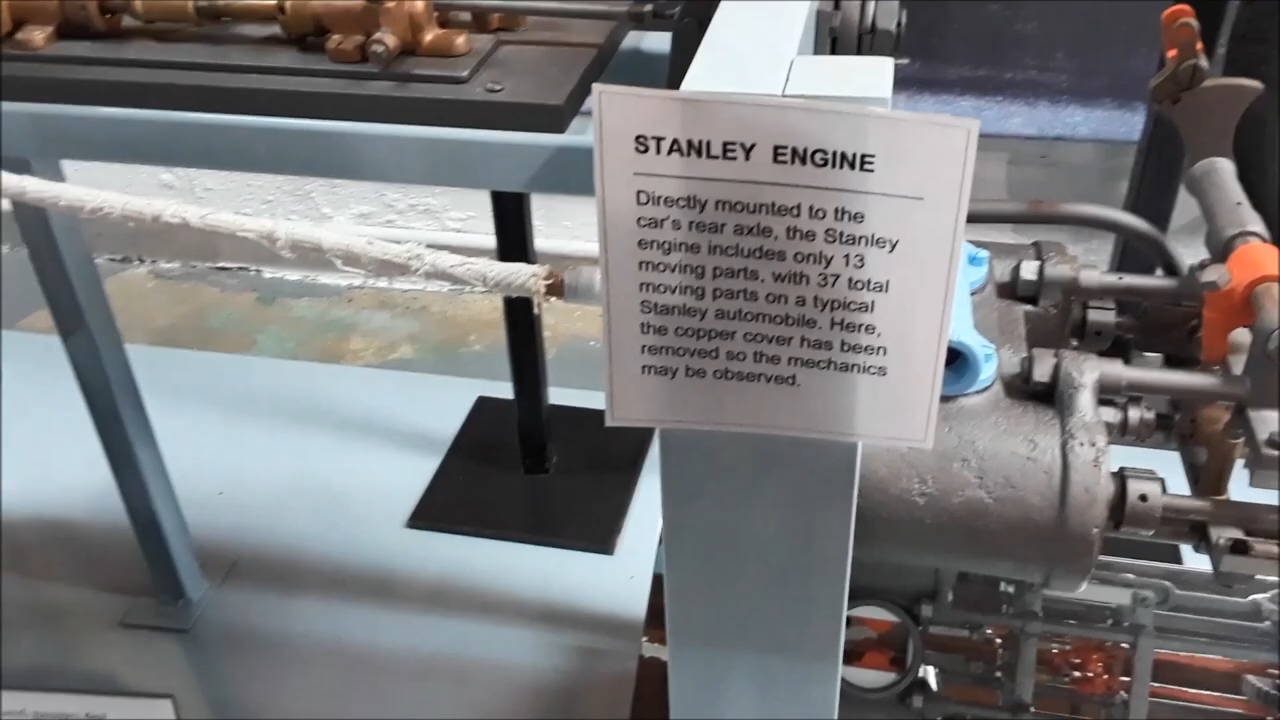 STANLEY ENGINE
Directly mounted to the
car's rear axle, the Stanley
engine includes only 13
moving parts, with 37 total
moving parts on a typical
Stanley automobile. Here,
the copper cover has been
removed so the mechanics
may be observed.